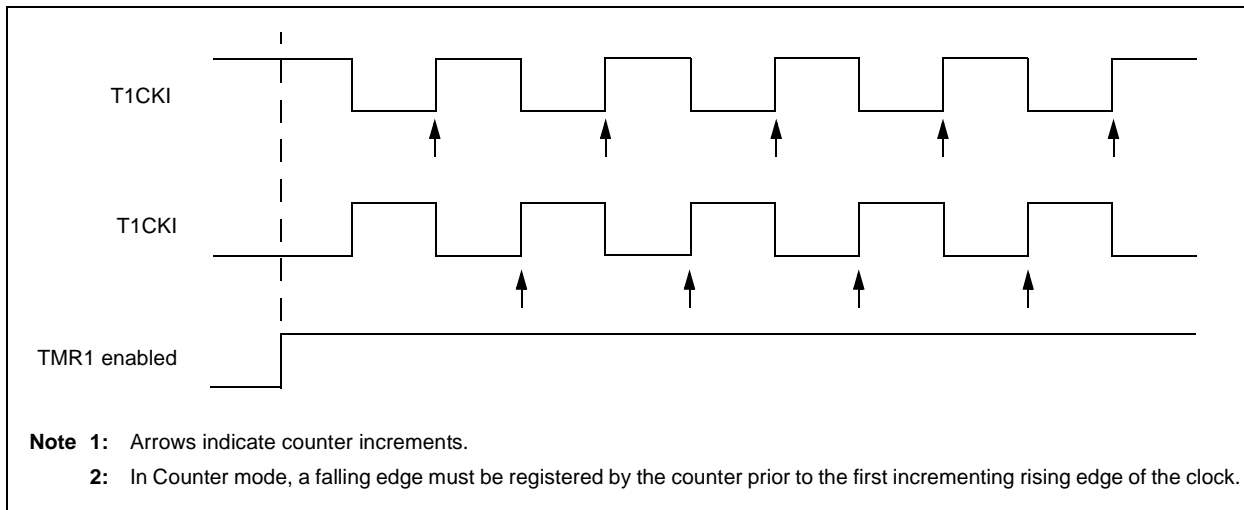 T1CKI
T1CKI
TMR1 enabled
Note 1: Arrows indicate counter increments.
2: In Counter mode, a falling edge must be registered by the counter prior to the first incrementing rising edge of the clock.